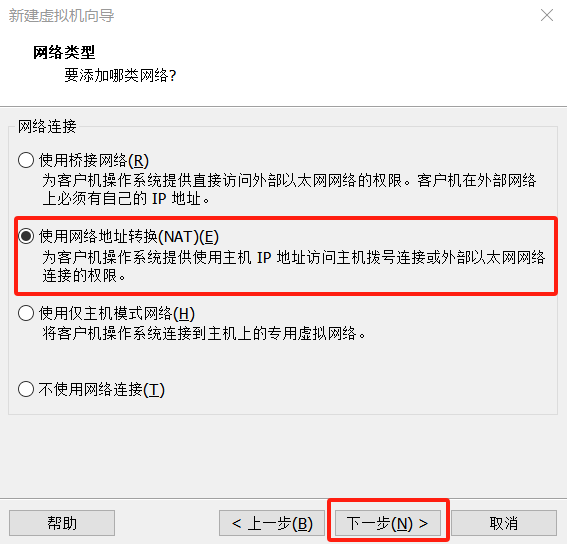 新建虚拟机向导
网络类型
要添加哪类网络?
网络连接
使用桥接网络(R)
为客户机操作系统提供直接访问外部以太网网络的权限。客户机在外部网络
上必须有自己的 IP 地址。
使用网络地址转换(NAT)(E)
为客户机操作系统提供使用主机 IP 地址访问主机拨号连接或外部以太网网络
连接的权限。
使用仅主机模式网络(H)
将客户机操作系统连接到主机上的专用虚拟网络。
不使用网络连接(T)
帮助
< 上一步(B)
下一步(N) >
取消